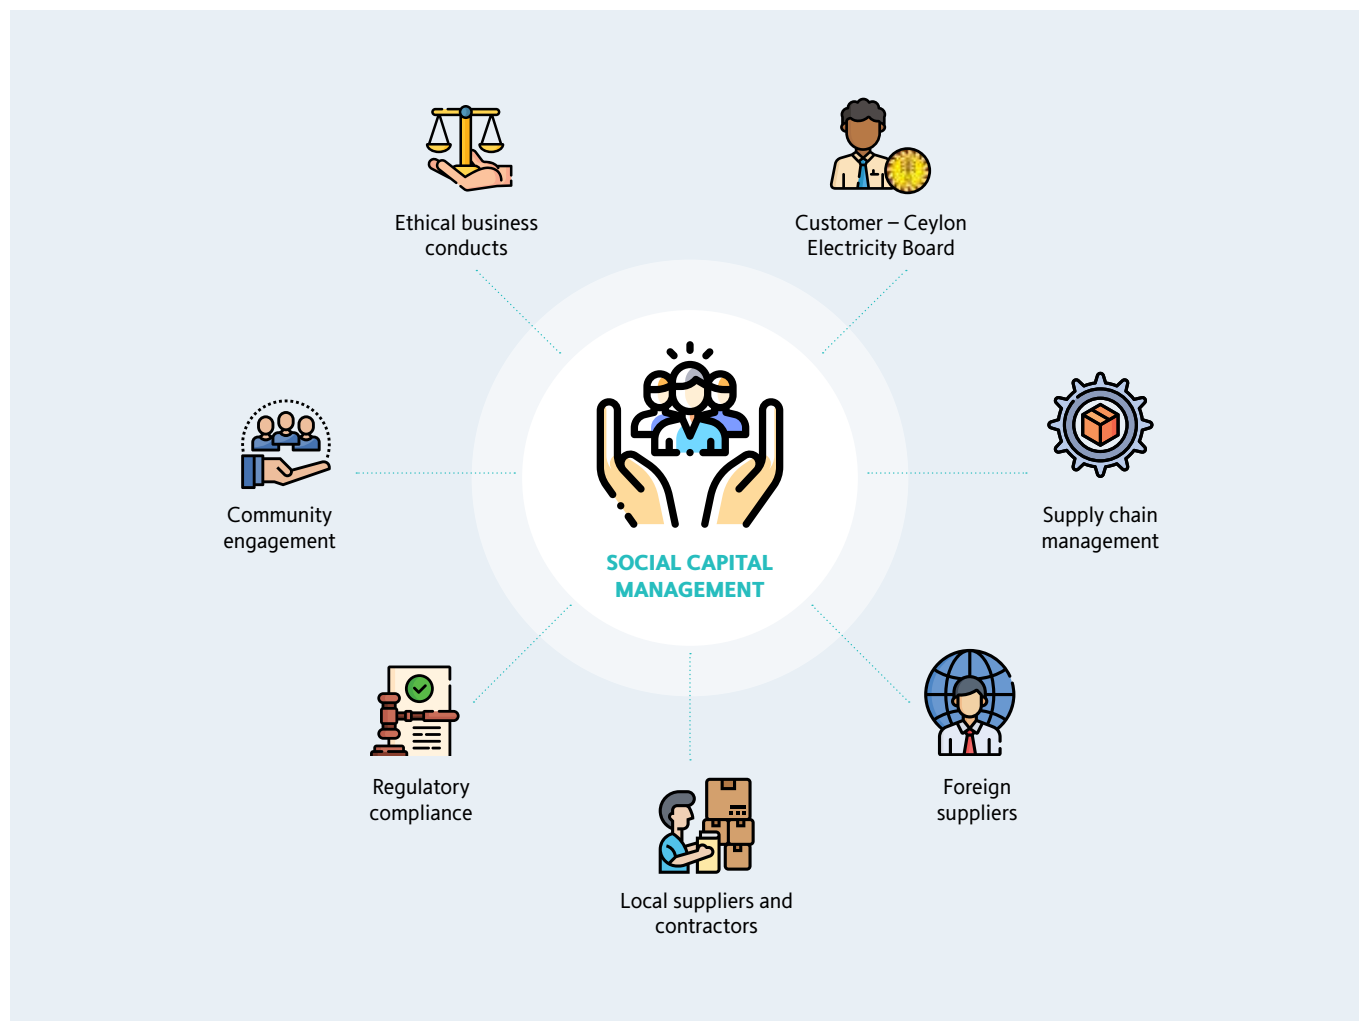 Ethical business
conducts
Customer – Ceylon
Electricity Board
Community
engagement
Supply chain
management
SOCIAL CAPITAL
MANAGEMENT
Regulatory
compliance
Foreign
suppliers
Local suppliers and
contractors